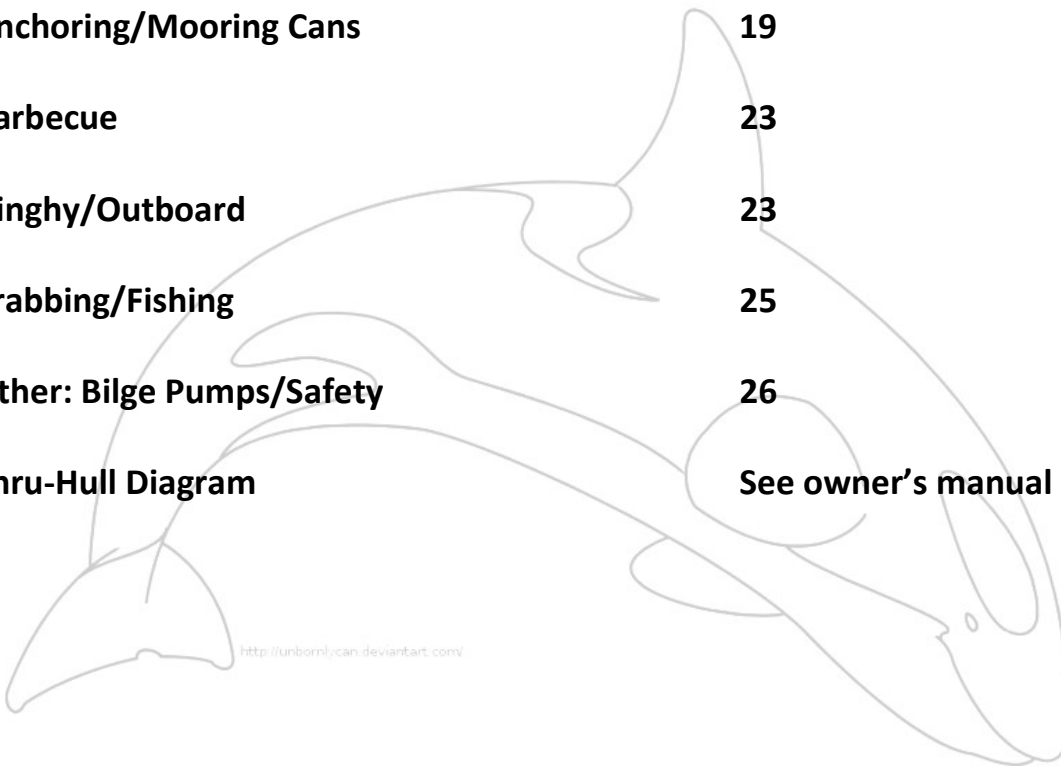 nchoring/Mooring Cans 19
arbecue 23
inghy/Outboard 23
rabbing/Fishing 25
ther: Bilge Pumps/Safety 26
hru-Hull Diagram See owner’s manual